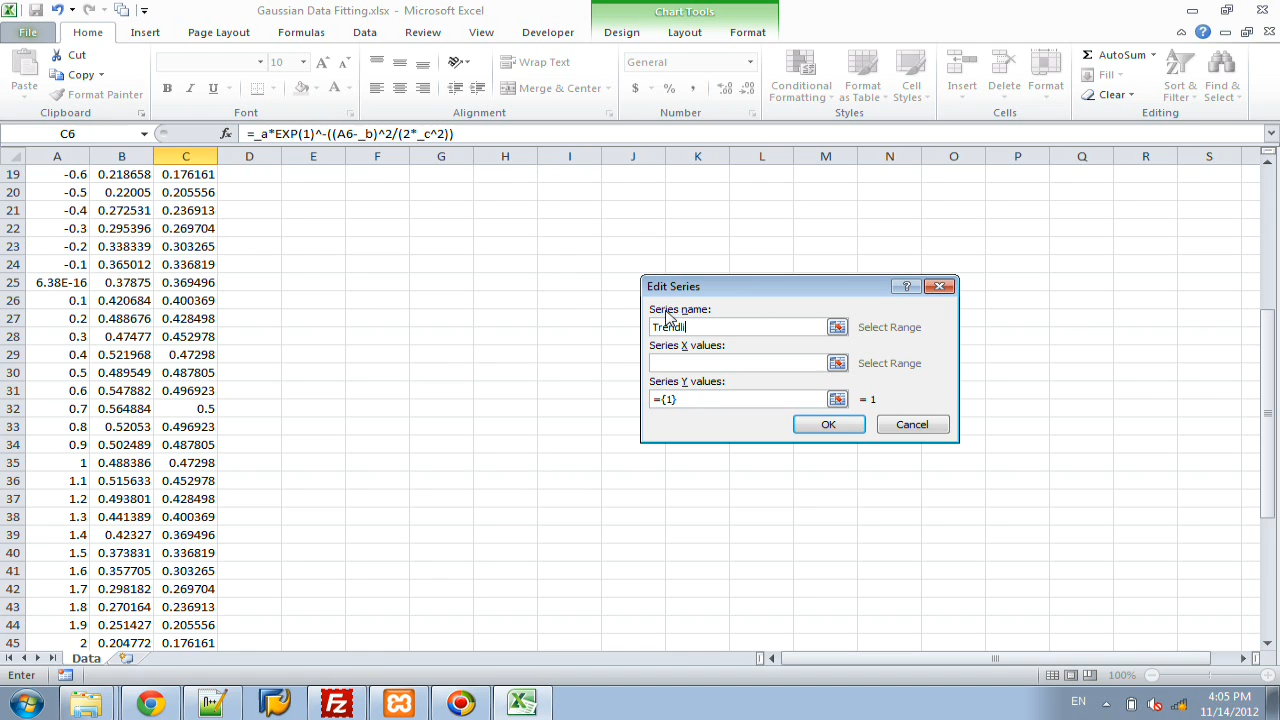 Gaussian Data Fitting.xlsx - Microsoft Excel
Chart Tools
File Home Insert Page Layout Formulas Data Review View Developer Design Layout Format
Paste
Cut
Copy
Format Painter
Clipboard
10
A A
B I U A
Font
Wrap Text
Merge & Center
Alignment
General
$ % ,
Number
Conditional Formatting
Format as Table
Cell Styles
Styles
Insert Delete Format
Cells
Σ AutoSum
Fill
Clear
Sort & Filter
Find & Select
Editing
C6 fx =_a*EXP(1)^-((A6-_b)^2/(2*_c^2))
A B C D E F G H I J K L M N O P Q R S
19 -0.6 0.218658 0.176161
20 -0.5 0.22005 0.205556
21 -0.4 0.272531 0.236913
22 -0.3 0.295396 0.269704
23 -0.2 0.338339 0.303265
24 -0.1 0.365012 0.336819
25 6.38E-16 0.37875 0.369496
26 0.1 0.420684 0.400369
27 0.2 0.488676 0.428498
28 0.3 0.47477 0.452978
29 0.4 0.521968 0.47298
30 0.5 0.489549 0.487805
31 0.6 0.547882 0.496923
32 0.7 0.564884 0.5
33 0.8 0.52053 0.496923
34 0.9 0.502489 0.487805
35 1 0.488386 0.47298
36 1.1 0.515633 0.452978
37 1.2 0.493801 0.428498
38 1.3 0.441389 0.400369
39 1.4 0.42327 0.369496
40 1.5 0.373831 0.336819
41 1.6 0.357705 0.303265
42 1.7 0.298182 0.269704
43 1.8 0.270164 0.236913
44 1.9 0.251427 0.205556
45 2 0.204772 0.176161
Edit Series
Series name:
Trendli Select Range
Series X values:
Select Range
Series Y values:
={1} = 1
OK Cancel
Data
Enter 100%
EN
4:05 PM
11/14/2012